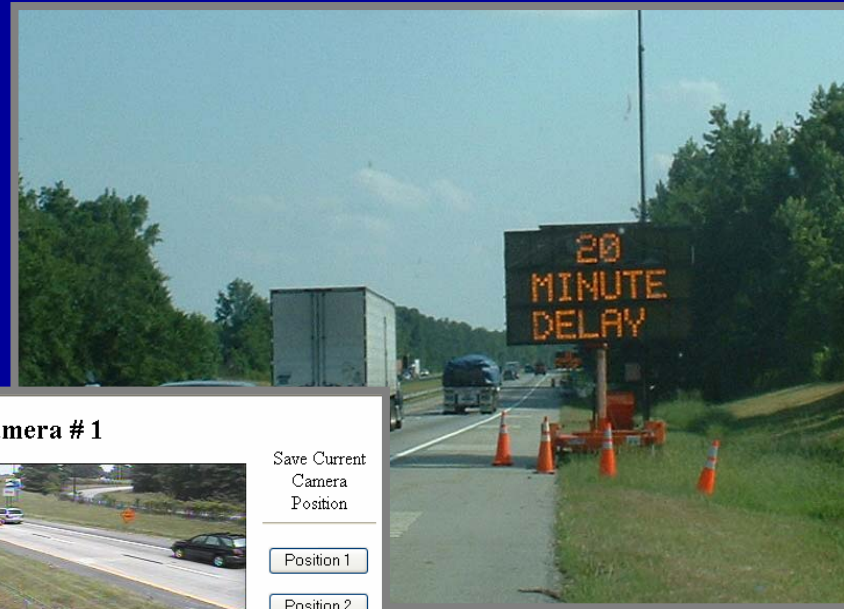 20
MINUTE
DELAY
mera # 1
Save Current
Camera
Position
Position 1
Position 2